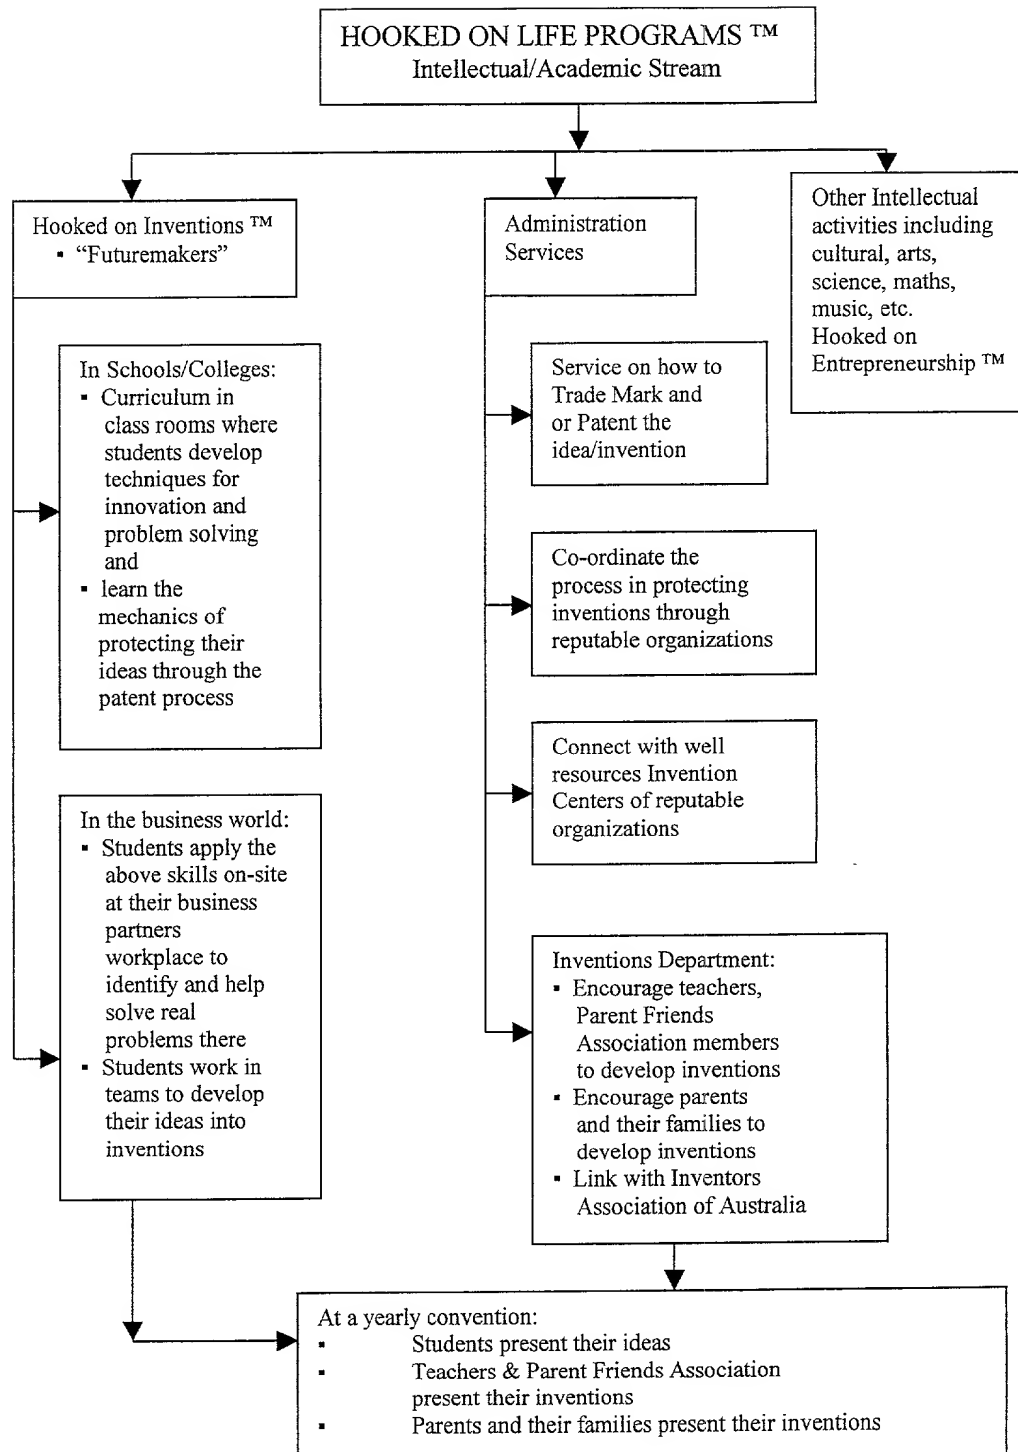 HOOKED ON LIFE PROGRAMS ™
Intellectual/Academic Stream
Hooked on Inventions ™
▪ “Futuremakers”
Administration
Services
Other Intellectual
activities including
cultural, arts,
science, maths,
music, etc.
Hooked on
Entrepreneurship ™
In Schools/Colleges:
▪ Curriculum in
class rooms where
students develop
techniques for
innovation and
problem solving
and
▪ learn the
mechanics of
protecting their
ideas through the
patent process
In the business world:
▪ Students apply the
above skills on-site
at their business
partners
workplace to
identify and help
solve real
problems there
▪ Students work in
teams to develop
their ideas into
inventions
Service on how to
Trade Mark and
or Patent the
idea/invention
Co-ordinate the
process in protecting
inventions through
reputable organizations
Connect with well
resources Invention
Centers of reputable
organizations
Inventions Department:
▪ Encourage teachers,
Parent Friends
Association members
to develop inventions
▪ Encourage parents
and their families to
develop inventions
▪ Link with Inventors
Association of Australia
At a yearly convention:
▪ Students present their ideas
▪ Teachers & Parent Friends Association
present their inventions
▪ Parents and their families present their inventions